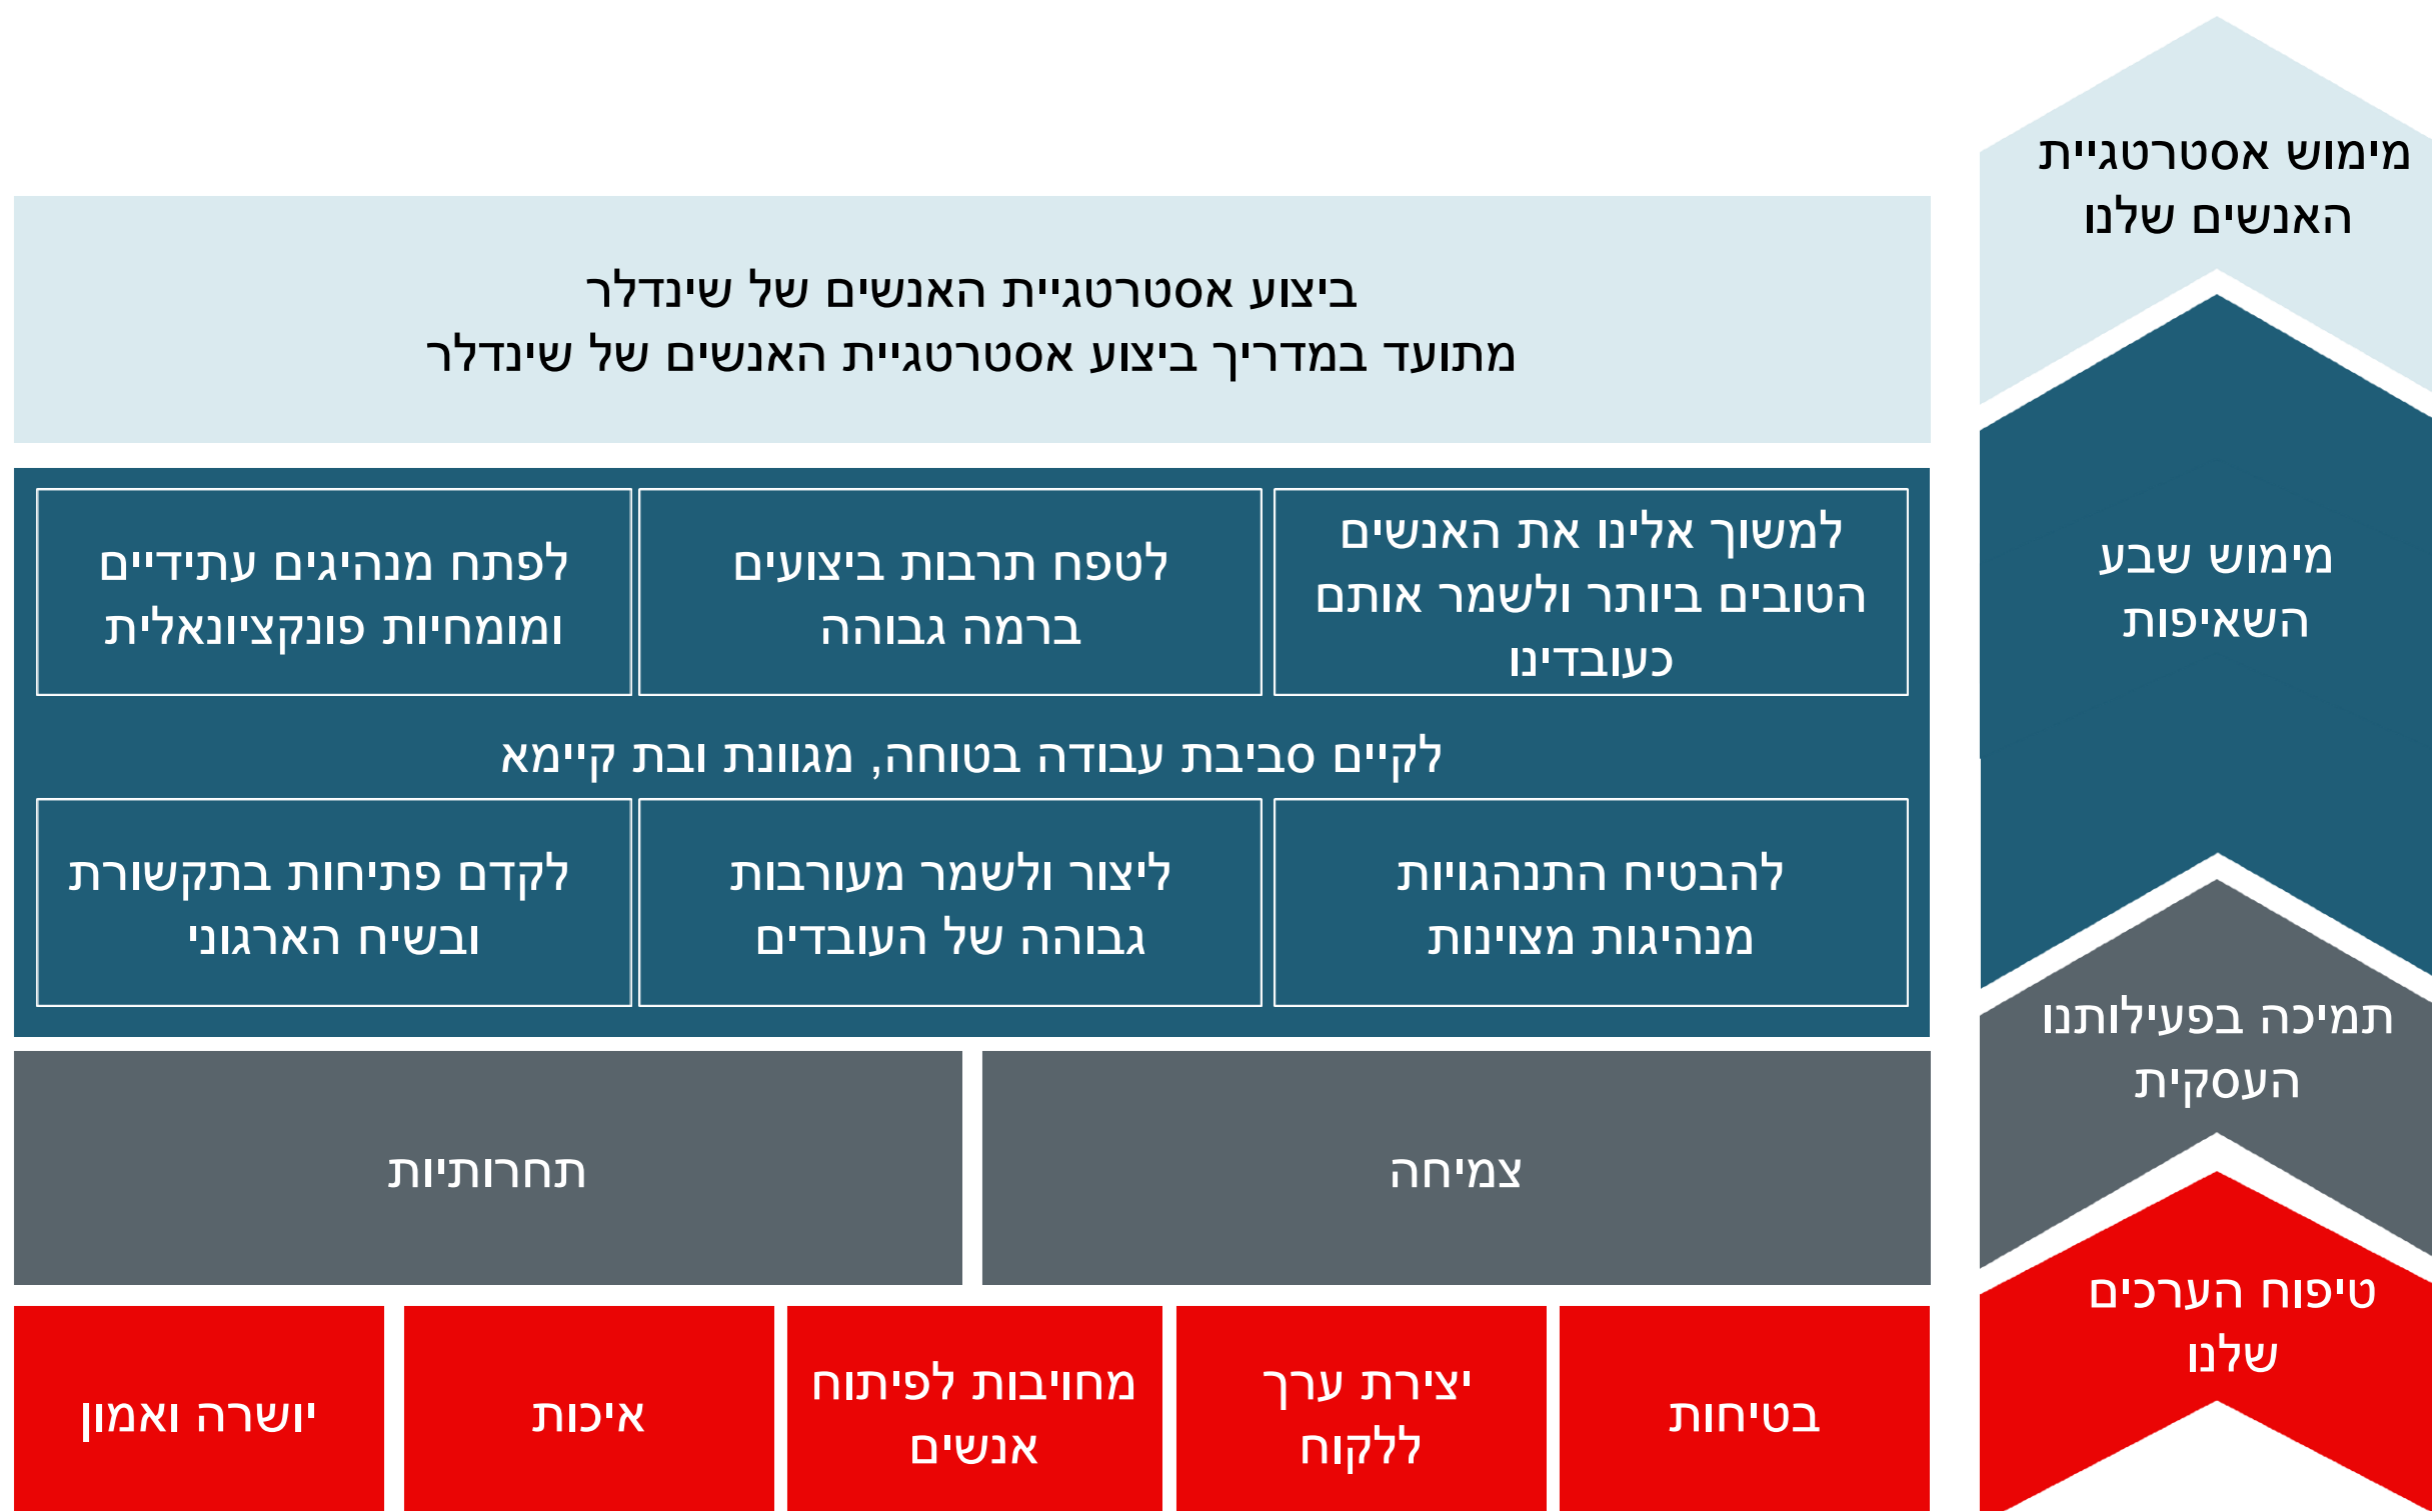 מימוש אסטרטגיית
האנשים שלנו
ביצוע אסטרטגיית האנשים של שינדלר
מתועד במדריך ביצוע אסטרטגיית האנשים של שינדלר
מימוש שבע
השאיפות
למשוך אלינו את האנשים
הטובים ביותר ולשמר אותם
כעובדינו
לטפח תרבות ביצועים
ברמה גבוהה
לפתח מנהיגים עתידיים
ומומחיות פונקציונאלית
לקיים סביבת עבודה בטוחה, מגוונת ובת קיימא
להבטיח התנהגויות
מנהיגות מצוינות
ליצור ולשמר מעורבות
גבוהה של העובדים
לקדם פתיחות בתקשורת
ובשיח הארגוני
תמיכה בפעילותנו
העסקית
צמיחה
תחרותיות
טיפוח הערכים
שלנו
בטיחות
יצירת ערך
ללקוח
מחויבות לפיתוח
אנשים
איכות
יושרה ואמון